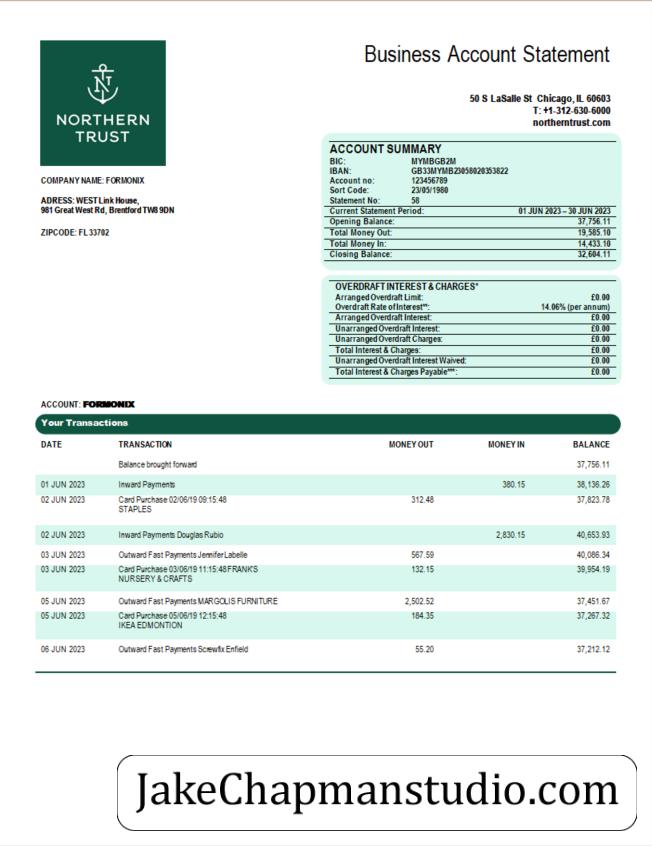 NORTHERN
TRUST
Business Account Statement
50 S LaSalle St Chicago, IL 60603
T: +1-312-630-6000
northerntrust.com
COMPANY NAME: FORMONIX
ADRESS: WEST Link House,
981 Great West Rd, Brentford TW8 9DN
ZIPCODE: FL 33702
ACCOUNT SUMMARY
BIC: MYMBGB2M
IBAN: GB33MYMB23058020353822
Account no: 123456789
Sort Code: 23/05/1980
Statement No: 58
Current Statement Period: 01 JUN 2023 – 30 JUN 2023
Opening Balance: 37,756.11
Total Money Out: 19,585.10
Total Money In: 14,433.10
Closing Balance: 32,604.11
OVERDRAFT INTEREST & CHARGES*
Arranged Overdraft Limit: £0.00
Overdraft Rate of Interest**: 14.06% (per annum)
Arranged Overdraft Interest: £0.00
Unarranged Overdraft Interest: £0.00
Unarranged Overdraft Charges: £0.00
Total Interest & Charges: £0.00
Unarranged Overdraft Interest Waived: £0.00
Total Interest & Charges Payable***: £0.00
ACCOUNT: FORMONIX
Your Transactions
DATE TRANSACTION MONEY OUT MONEY IN BALANCE
Balance brought forward 37,756.11
01 JUN 2023 Inward Payments 380.15 38,136.26
02 JUN 2023 Card Purchase 02/06/19 09:15:48 312.48 37,823.78
STAPLES
02 JUN 2023 Inward Payments Douglas Rubio 2,830.15 40,653.93
03 JUN 2023 Outward Fast Payments Jennifer Labelle 567.59 40,086.34
03 JUN 2023 Card Purchase 03/06/19 11:15:48 FRANKS 132.15 39,954.19
NURSERY & CRAFTS
05 JUN 2023 Outward Fast Payments MARGOLIS FURNITURE 2,502.52 37,451.67
05 JUN 2023 Card Purchase 05/06/19 12:15:48 184.35 37,267.32
IKEA EDMONTION
06 JUN 2023 Outward Fast Payments Screwfix Enfield 55.20 37,212.12
JakeChapmanstudio.com